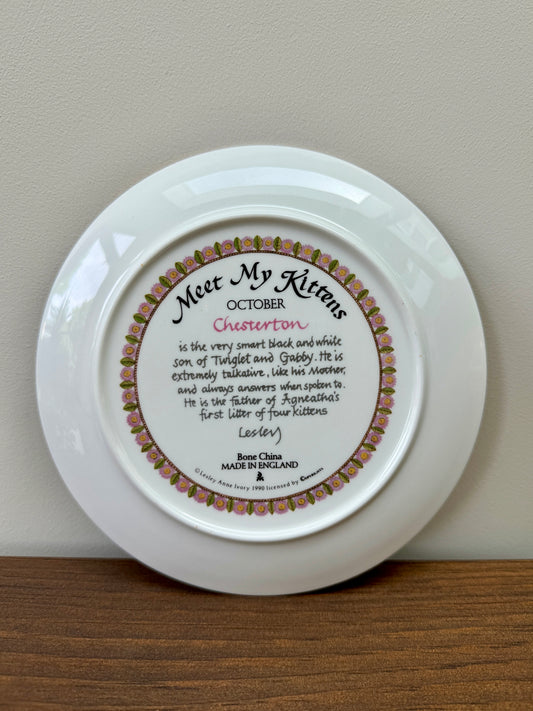 Meet My Kittens
OCTOBER
Chesterton
is the very smart black and white
son of Twiglet and Gabby. He is
extremely talkative, like his Mother,
and always answers when spoken to.
He is the father of Agneatha's
first litter of four kittens
Lesley
Bone China
MADE IN ENGLAND
© Lesley Anne Ivory 1990 licensed by ©OPYRIGHTS